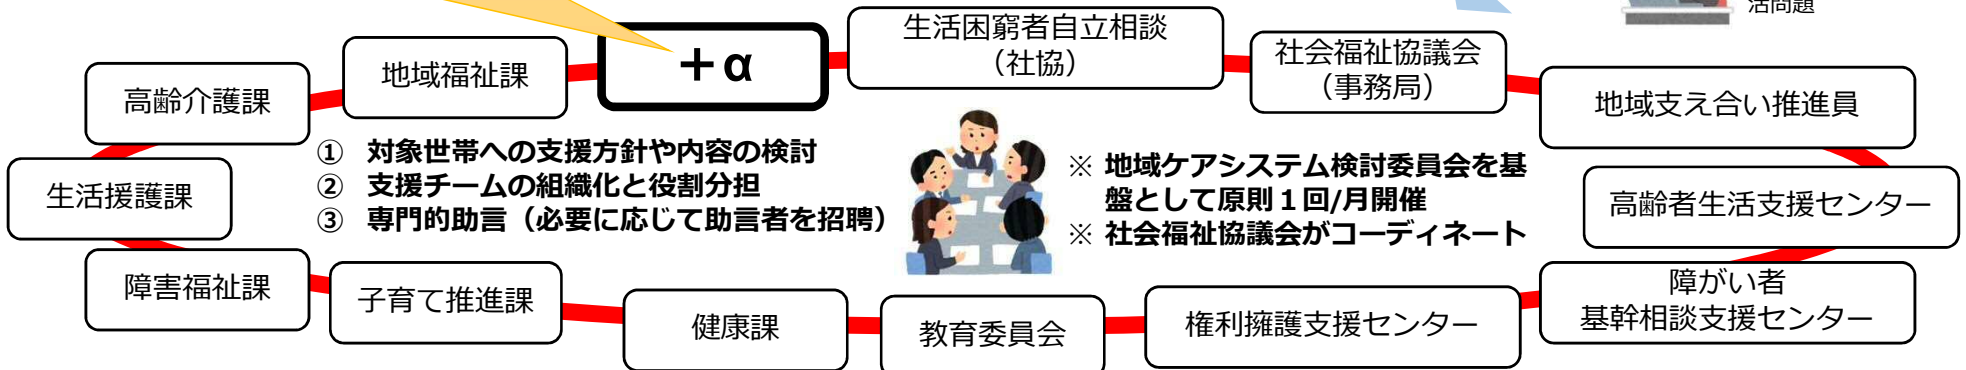 活問題
生活困窮者自立相談
（社協）
社会福祉協議会
（事務局）
＋α
地域福祉課
高齢介護課
地域支え合い推進員
① 対象世帯への支援方針や内容の検討
② 支援チームの組織化と役割分担
③ 専門的助言（必要に応じて助言者を招聘）
※ 地域ケアシステム検討委員会を基
盤として原則１回/月開催
※ 社会福祉協議会がコーディネート
生活援護課
高齢者生活支援センター
障害福祉課
子育て推進課
健康課
教育委員会
権利擁護支援センター
障がい者
基幹相談支援センター